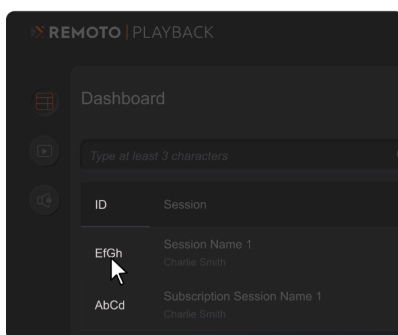 REMOTO | PLAYBACK
Dashboard
Type at least 3 characters
ID Session
EfGh Session Name 1
Charlie Smith
AbCd Subscription Session Name 1
Charlie Smith